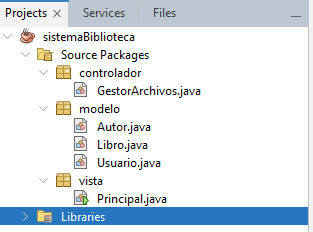 Projects Services Files
sistemaBiblioteca
Source Packages
controlador
GestorArchivos.java
modelo
Autor.java
Libro.java
Usuario.java
vista
Principal.java
Libraries